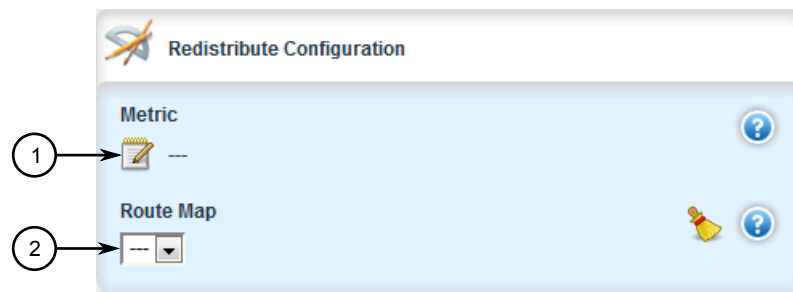 Redistribute Configuration
Metric
1
---
Route Map
2
---